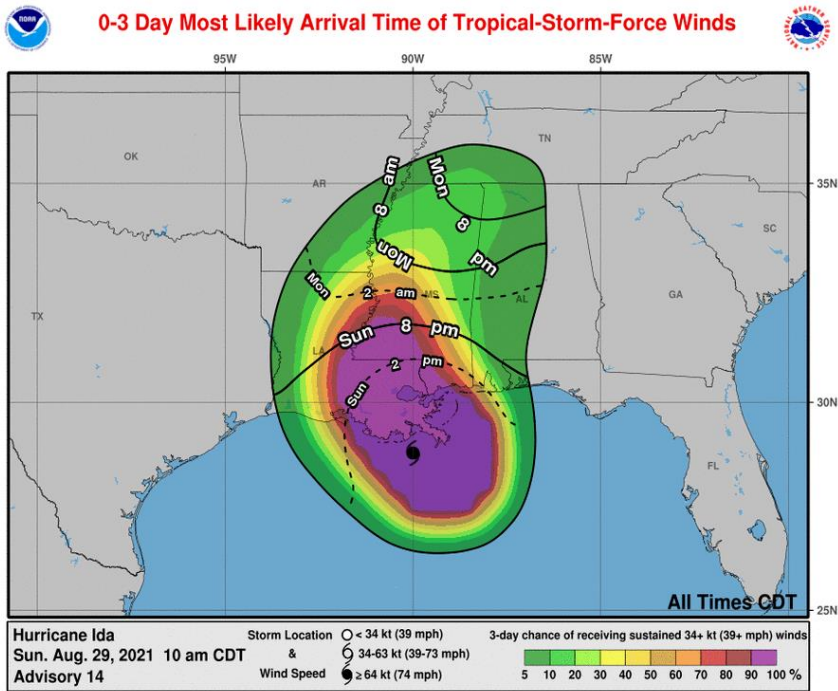 NOAA
0-3 Day Most Likely Arrival Time of Tropical-Storm-Force Winds
NATIONAL WEATHER SERVICE
95W 90W 85W
OK
TN
AR
8 am
Mon
35N
35N
8 pm
SC
Mon
Mon 2 am
MS
AL
GA
TX
Sun 8 pm
LA
Sun 2 pm
30N
30N
FL
All Times CDT
25N
Hurricane Ida
Sun. Aug. 29, 2021 10 am CDT
Advisory 14
Storm Location
&
Wind Speed
< 34 kt (39 mph)
34-63 kt (39-73 mph)
≥ 64 kt (74 mph)
3-day chance of receiving sustained 34+ kt (39+ mph) winds
5 10 20 30 40 50 60 70 80 90 100 %